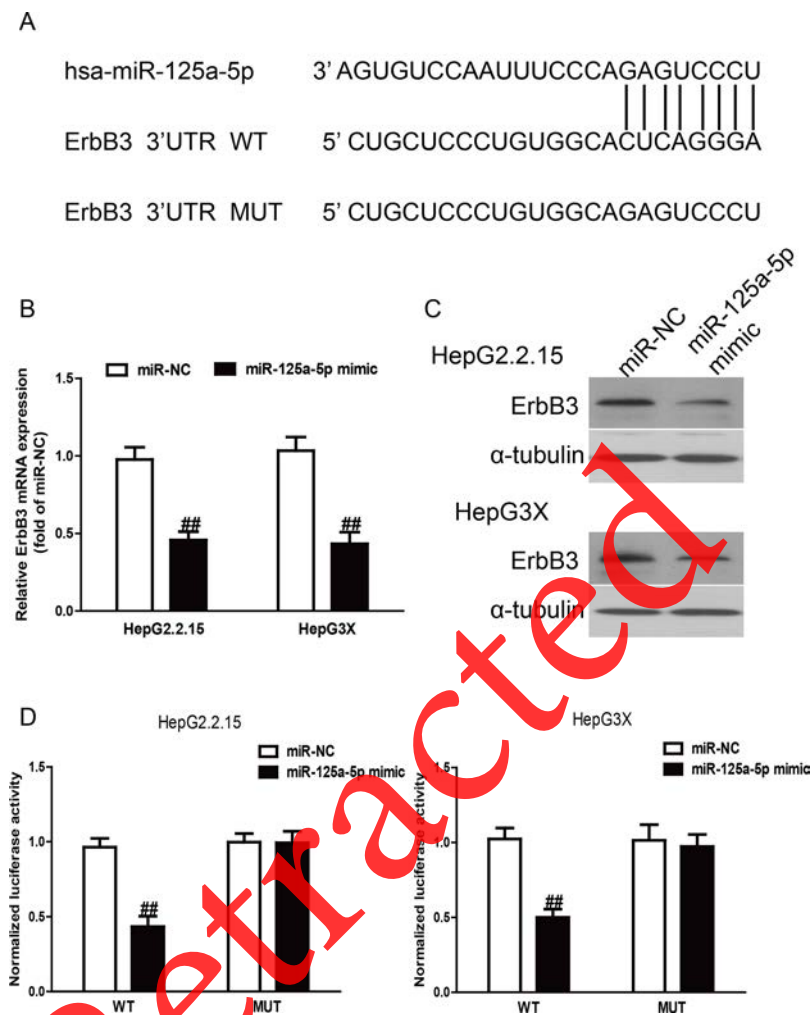 A
hsa-miR-125a-5p 3’ AGUGUCCAAUUUCCCAGAGUCCCU
ErbB3 3’UTR WT 5’ CUGCUCCCUGUGGCACUCAGGGA
ErbB3 3’UTR MUT 5’ CUGCUCCCUGUGGCAGAGUCCCU
B
miR-NC miR-125a-5p mimic
Relative ErbB3 mRNA expression
(fold of miR-NC)
1.5
1.0
0.5
0.0
##
##
HepG2.2.15 HepG3X
C
miR-NC
miR-125a-5p
mimic
HepG2.2.15
ErbB3
α-tubulin
HepG3X
ErbB3
α-tubulin
D
HepG2.2.15
miR-NC
miR-125a-5p mimic
Normalized luciferase activity
1.5
1.0
0.5
0.0
##
WT MUT
HepG3X
miR-NC
miR-125a-5p mimic
Normalized luciferase activity
1.5
1.0
0.5
0.0
##
WT MUT
etracted